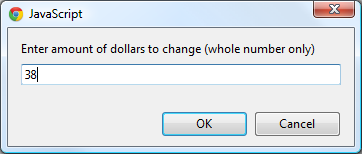 JavaScript
Enter amount of dollars to change (whole number only)
38
OK
Cancel